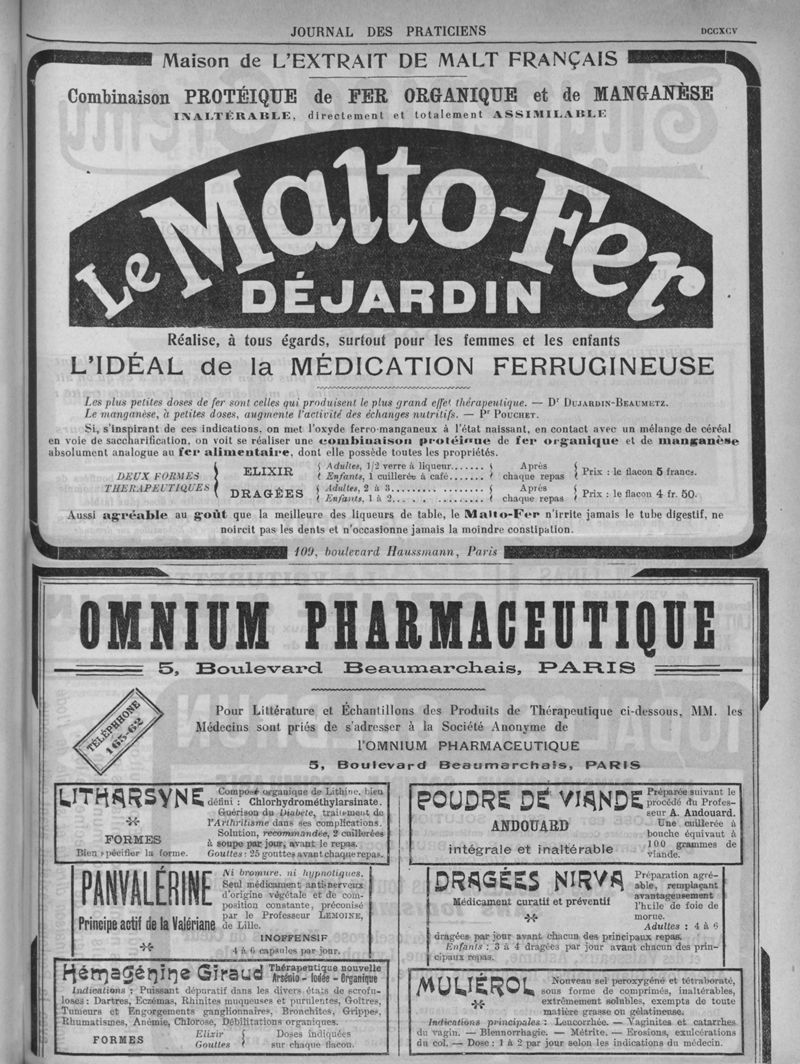 JOURNAL DES PRATICIENS
DCCXCV
Maison de L'EXTRAIT DE MALT FRANÇAIS
Combinaison PROTÉIQUE de FER ORGANIQUE et de MANGANÈSE
INALTÉRABLE, directement et totalement ASSIMILABLE
Le Malto-Fer
DÉJARDIN
Réalise, à tous égards, surtout pour les femmes et les enfants
L'IDÉAL de la MÉDICATION FERRUGINEUSE
Les plus petites doses de fer sont celles qui produisent le plus grand effet thérapeutique. — Dr DUJARDIN-BEAUMETZ.
Le manganèse, à petites doses, augmente l'activité des échanges nutritifs. — Pr POUCHET.
Si, s'inspirant de ces indications, on met l'oxyde ferro-manganeux à l'état naissant, en contact avec un mélange de céréal
en voie de saccharification, on voit se réaliser une combinaison protéique de fer organique et de manganèse
absolument analogue au fer alimentaire, dont elle possède toutes les propriétés.
DEUX FORMES
THERAPEUTIQUES
ELIXIR
Adultes, 1/2 verre à liqueur......
Enfants, 1 cuillerée à café......
Après
chaque repas
Prix : le flacon 5 francs.
DRAGÉES
Adultes, 2 à 3..................
Enfants, 1 à 2..................
Après
chaque repas
Prix : le flacon 4 fr. 50.
Aussi agréable au goût que la meilleure des liqueurs de table, le Malto-Fer n'irrite jamais le tube digestif, ne
noircit pas les dents et n'occasionne jamais la moindre constipation.
109, boulevard Haussmann, Paris
OMNIUM PHARMACEUTIQUE
5, Boulevard Beaumarchais, PARIS
TÉLÉPHHONE
165-62
Pour Littérature et Échantillons des Produits de Thérapeutique ci-dessous, MM. les
Médecins sont priés de s'adresser à la Société Anonyme de
l'OMNIUM PHARMACEUTIQUE
5, Boulevard Beaumarchais, PARIS
LITHARSYNE
FORMES
Bien spécifier la forme.
Composé organique de Lithine, bien
défini : Chlorhydrométhylarsinate.
Guérison du Diabète, traitement de
l'Arthritisme dans ses complications.
Solution, recommandée, 2 cuillerées
à soupe par jour, avant le repas.
Gouttes : 25 gouttes avant chaque repas.
POUDRE DE VIANDE
ANDOUARD
intégrale et inaltérable
Préparée suivant le
procédé du Profes-
seur A. Andouard.
Une cuillerée à
bouche équivaut à
100 grammes de
viande.
PANVALÉRINE
Principe actif de la Valériane
Ni bromure, ni hypnotiques.
Seul médicament anti-nerveux
d'origine végétale et de com-
position constante, préconisé
par le Professeur LEMOINE,
de Lille.
INOFFENSIF
4 à 6 capsules par jour.
DRAGÉES NIRVA
Médicament curatif et préventif
Préparation agré-
able, remplaçant
avantageusement
l'huile de foie de
morue.
Adultes : 4 à 6
dragées par jour avant chacun des principaux repas.
Enfants : 3 à 4 dragées par jour avant chacun des prin-
cipaux repas.
Hémagénine Giraud
Thérapeutique nouvelle
Arsénio - Iodée - Organique
Indications : Puissant dépuratif dans les divers états de scrofu-
loses : Dartres, Eczémas, Rhinites muqueuses et purulentes, Goîtres,
Tumeurs et Engorgements ganglionnaires, Bronchites, Grippes,
Rhumatismes, Anémie, Chlorose, Débilitations organiques.
FORMES
Elixir
Gouttes
Doses indiquées
sur chaque flacon.
MULIÉROL
Nouveau sel peroxygéné et tétraboraté,
sous forme de comprimés, inaltérables,
extrêmement solubles, exempts de toute
matière grasse ou gélatineuse.
Indications principales : Leucorrhée. — Vaginites et catarrhes
du vagin. — Blennorrhagie. — Métrite. — Erosions, exulcérations
du col. — Dose : 1 à 2 par jour selon les indications du médecin.